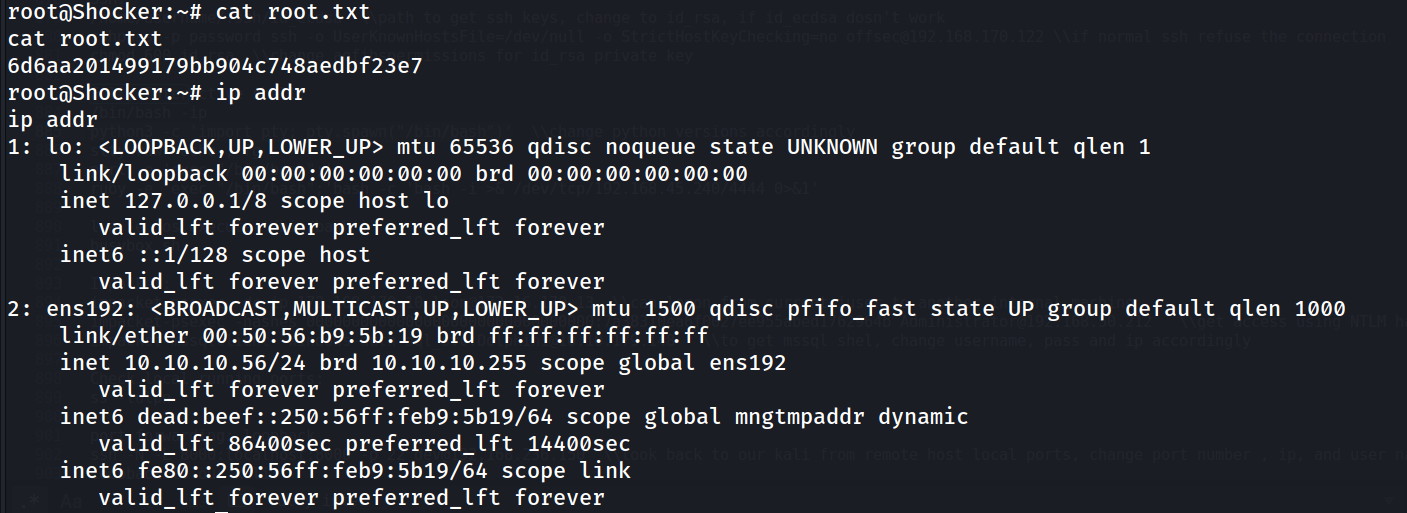 root@Shocker:~# cat root.txt
cat root.txt
6d6aa201499179bb904c748aedbf23e7
root@Shocker:~# ip addr
ip addr
1: lo: <LOOPBACK,UP,LOWER_UP> mtu 65536 qdisc noqueue state UNKNOWN group default qlen 1
    link/loopback 00:00:00:00:00:00 brd 00:00:00:00:00:00
    inet 127.0.0.1/8 scope host lo
       valid_lft forever preferred_lft forever
    inet6 ::1/128 scope host
       valid_lft forever preferred_lft forever
2: ens192: <BROADCAST,MULTICAST,UP,LOWER_UP> mtu 1500 qdisc pfifo_fast state UP group default qlen 1000
    link/ether 00:50:56:b9:5b:19 brd ff:ff:ff:ff:ff:ff
    inet 10.10.10.56/24 brd 10.10.10.255 scope global ens192
       valid_lft forever preferred_lft forever
    inet6 dead:beef::250:56ff:feb9:5b19/64 scope global mngtmpaddr dynamic
       valid_lft 86400sec preferred_lft 14400sec
    inet6 fe80::250:56ff:feb9:5b19/64 scope link
       valid_lft forever preferred_lft forever